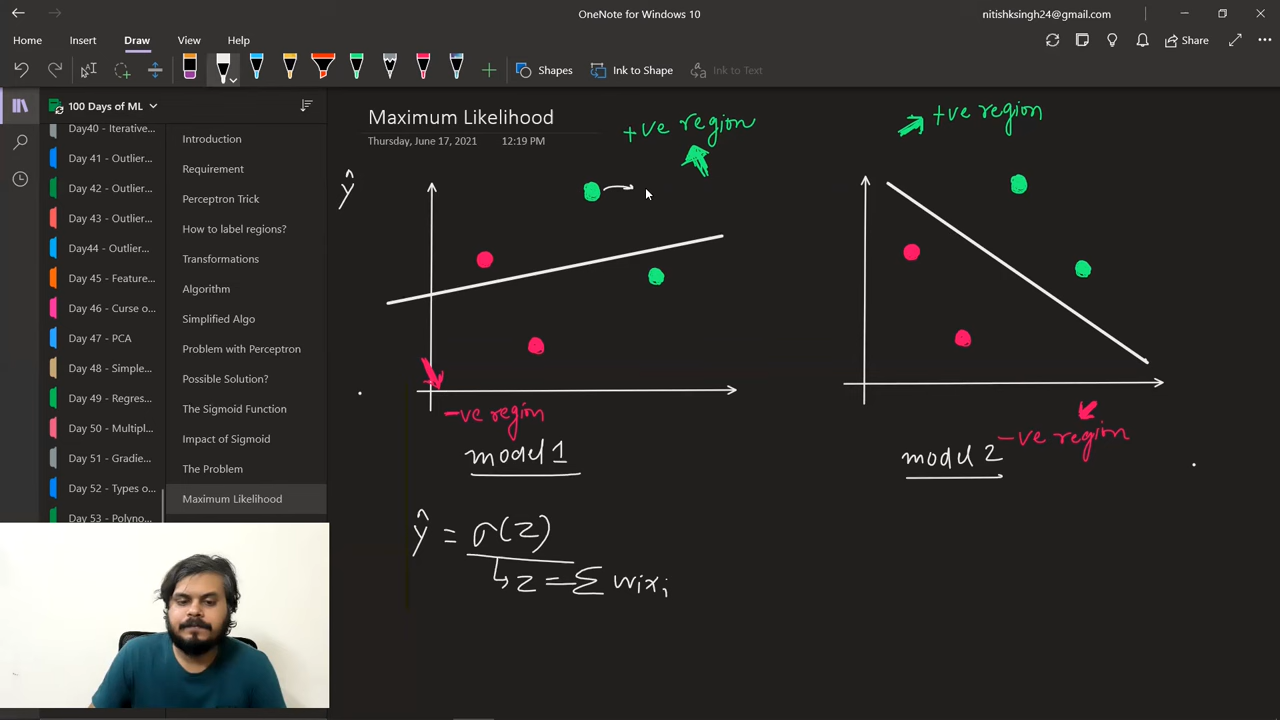 OneNote for Windows 10
nitishksingh24@gmail.com
Home
Insert
Draw
View
Help
Share
Shapes
Ink to Shape
Ink to Text
100 Days of ML
Day40 - Iterative...
Day 41 - Outlier...
Day 42 - Outlier...
Day 43 - Outlier...
Day44 - Outlier...
Day 45 - Feature...
Day 46 - Curse o...
Day 47 - PCA
Day 48 - Simple...
Day 49 - Regres...
Day 50 - Multipl...
Day 51 - Gradie...
Day 52 - Types o...
Day 53 - Polyno...
Introduction
Requirement
Perceptron Trick
How to label regions?
Transformations
Algorithm
Simplified Algo
Problem with Perceptron
Possible Solution?
The Sigmoid Function
Impact of Sigmoid
The Problem
Maximum Likelihood
Maximum Likelihood
Thursday, June 17, 2021 12:19 PM
+ve region
+ve region
ŷ
-ve region
-ve region
model 1
model 2
ŷ = σ(z)
↳ z = Σ wixi